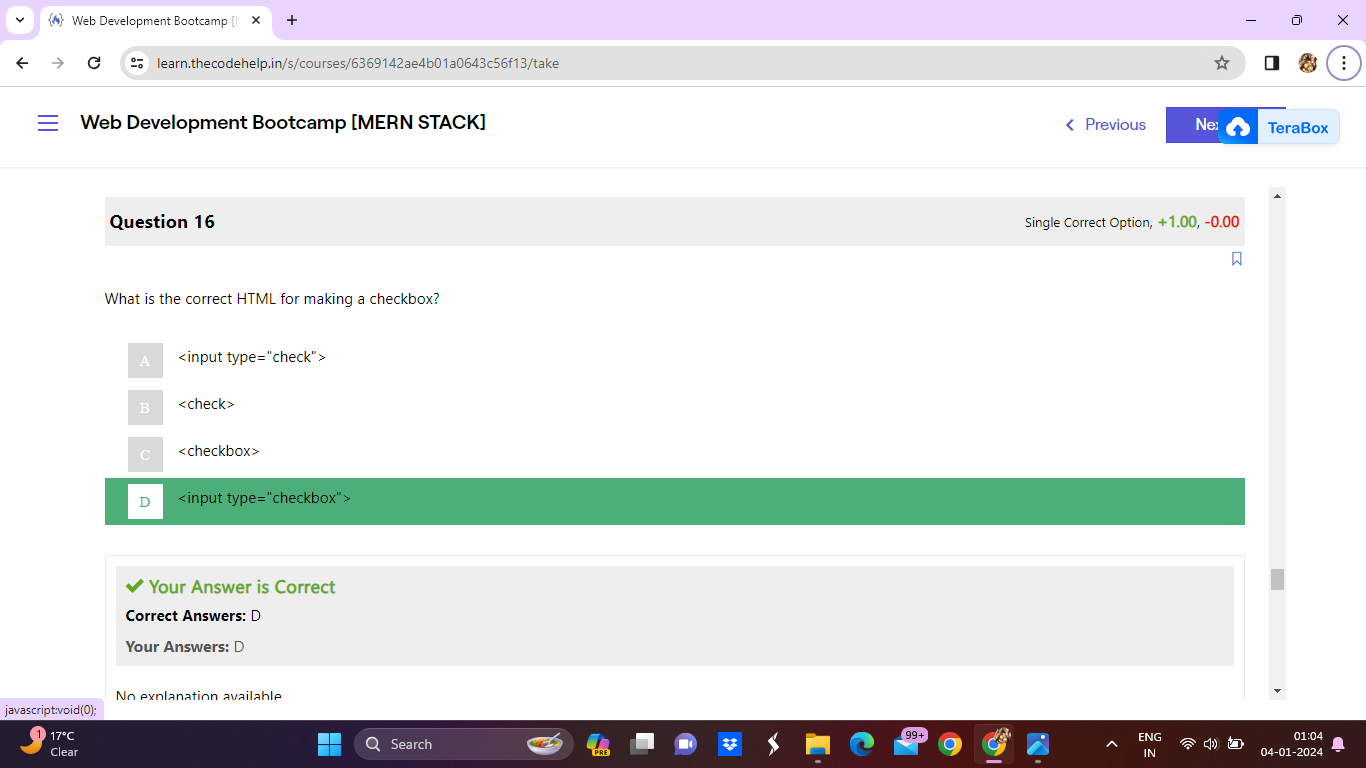 Web Development Bootcamp [
learn.thecodehelp.in/s/courses/6369142ae4b01a0643c56f13/take
Web Development Bootcamp [MERN STACK]
Previous
TeraBox
Question 16
Single Correct Option, +1.00, -0.00
What is the correct HTML for making a checkbox?
A <input type="check">
B <check>
C <checkbox>
D <input type="checkbox">
Your Answer is Correct
Correct Answers: D
Your Answers: D
No explanation available
javascript:void(0);
1 17°C
Clear
Search
PRE
99+
ENG
IN
01:04
04-01-2024